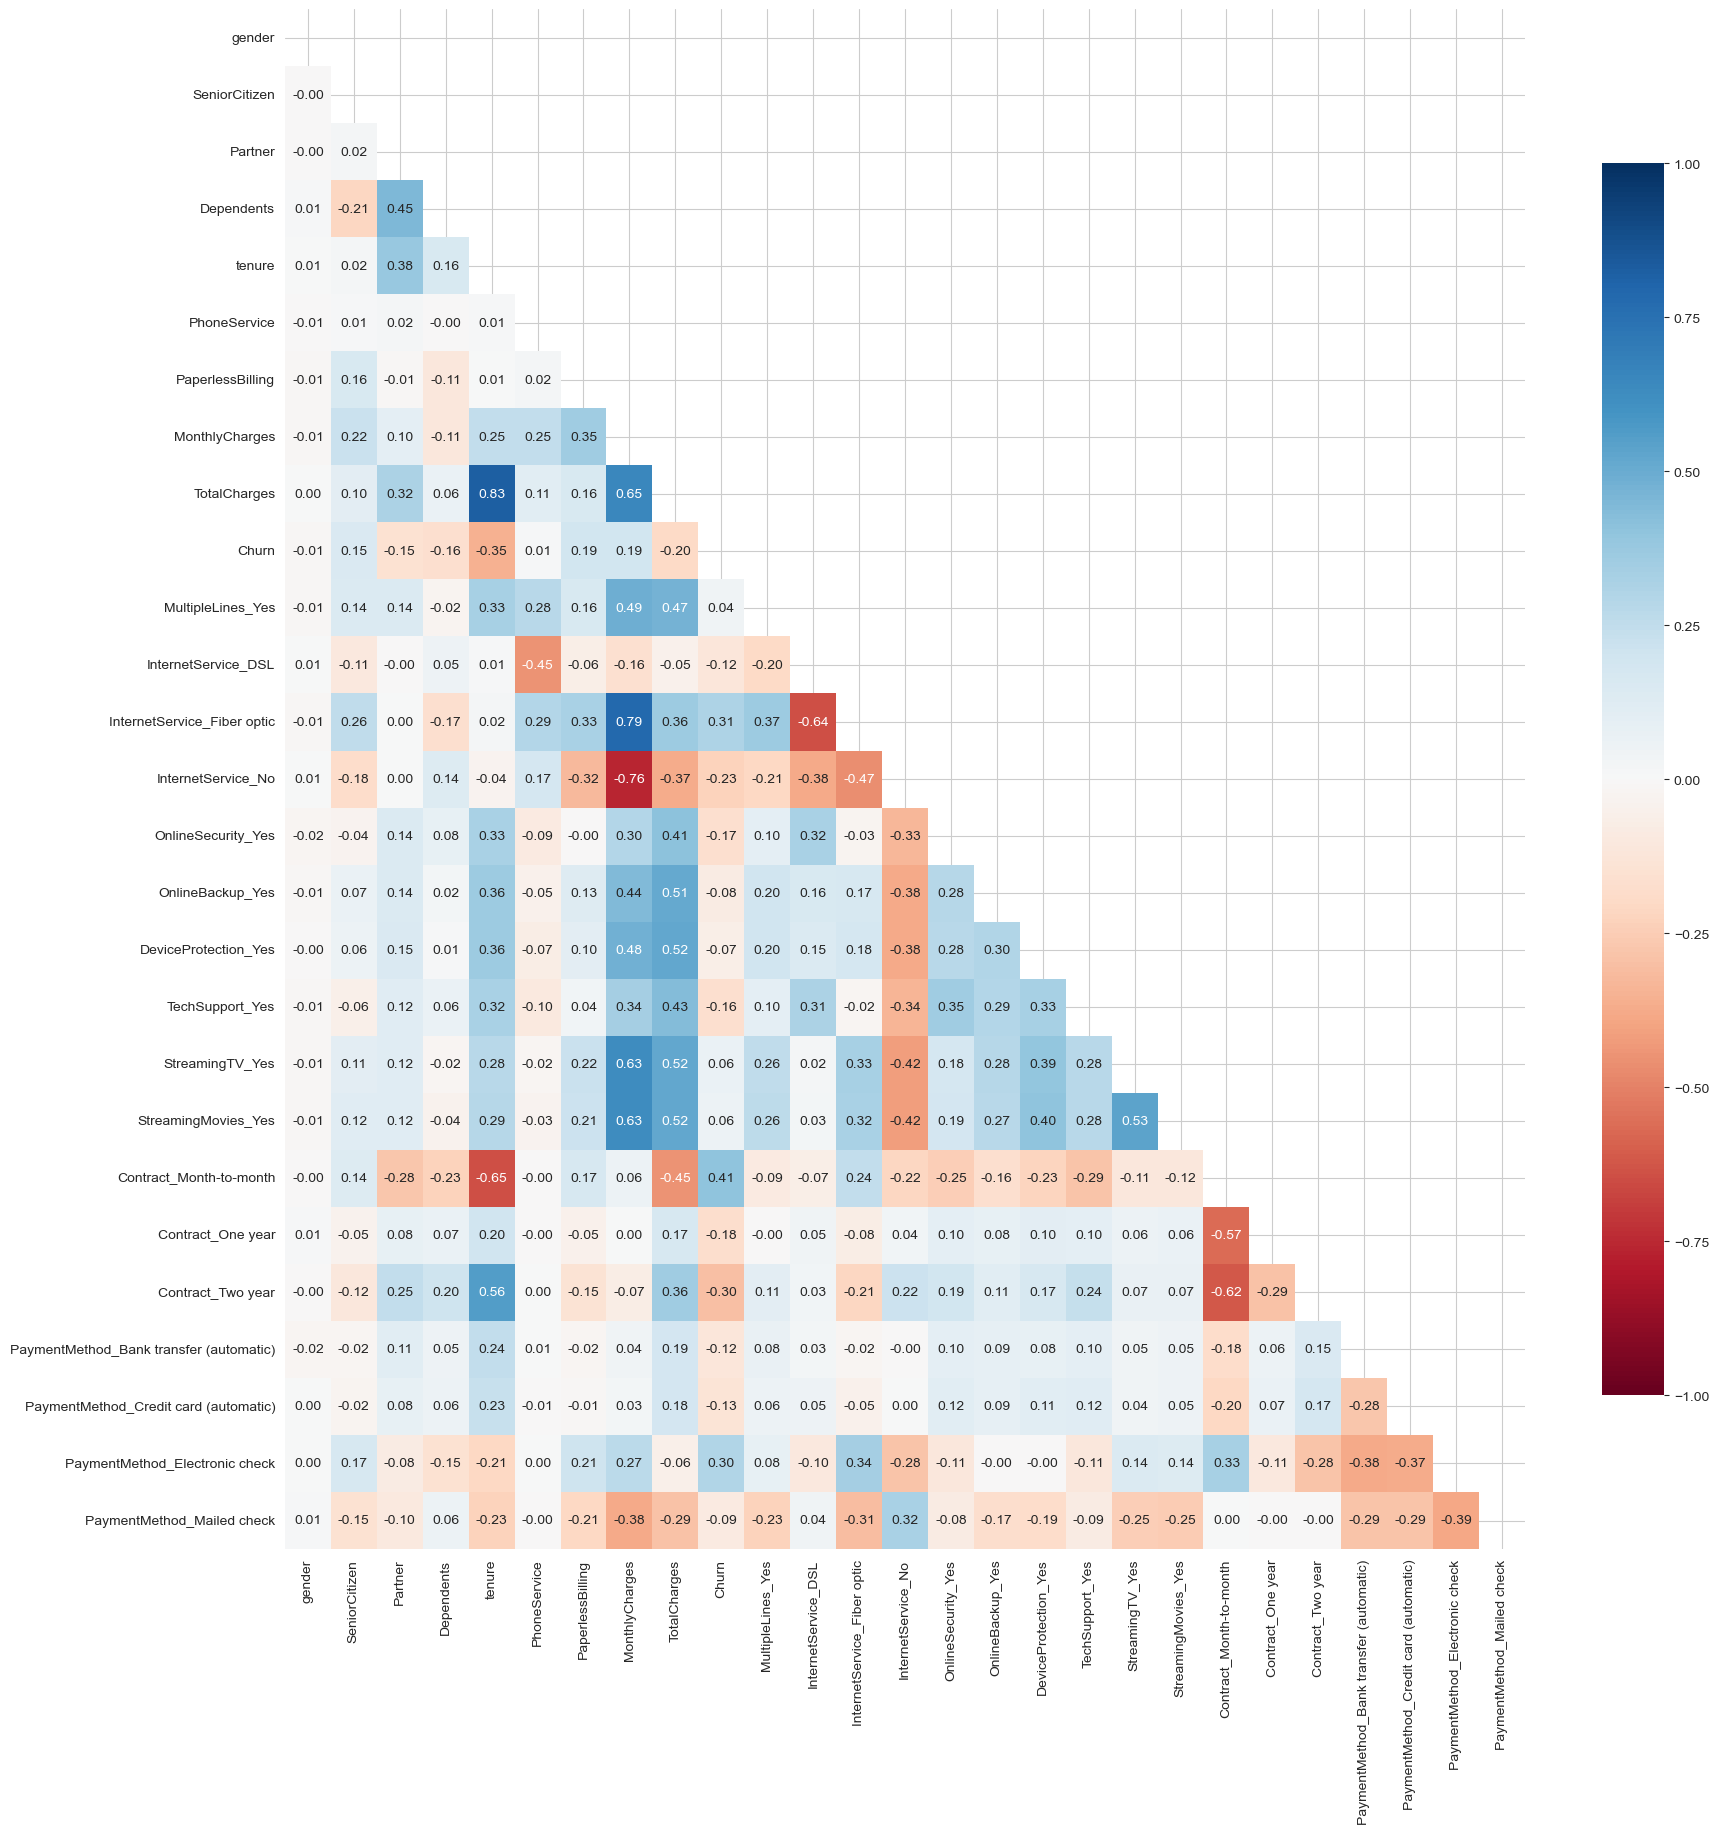 gender
SeniorCitizen -0.00
Partner -0.00 0.02
Dependents 0.01 -0.21 0.45
tenure 0.01 0.02 0.38 0.16
PhoneService -0.01 0.01 0.02 -0.00 0.01
PaperlessBilling -0.01 0.16 -0.01 -0.11 0.01 0.02
MonthlyCharges -0.01 0.22 0.10 -0.11 0.25 0.25 0.35
TotalCharges 0.00 0.10 0.32 0.06 0.83 0.11 0.16 0.65
Churn -0.01 0.15 -0.15 -0.16 -0.35 0.01 0.19 0.19 -0.20
MultipleLines_Yes -0.01 0.14 0.14 -0.02 0.33 0.28 0.16 0.49 0.47 0.04
InternetService_DSL 0.01 -0.11 -0.00 0.05 0.01 -0.45 -0.06 -0.16 -0.05 -0.12 -0.20
InternetService_Fiber optic -0.01 0.26 0.00 -0.17 0.02 0.29 0.33 0.79 0.36 0.31 0.37 -0.64
InternetService_No 0.01 -0.18 0.00 0.14 -0.04 0.17 -0.32 -0.76 -0.37 -0.23 -0.21 -0.38 -0.47
OnlineSecurity_Yes -0.02 -0.04 0.14 0.08 0.33 -0.09 -0.00 0.30 0.41 -0.17 0.10 0.32 -0.03 -0.33
OnlineBackup_Yes -0.01 0.07 0.14 0.02 0.36 -0.05 0.13 0.44 0.51 -0.08 0.20 0.16 0.17 -0.38 0.28
DeviceProtection_Yes -0.00 0.06 0.15 0.01 0.36 -0.07 0.10 0.48 0.52 -0.07 0.20 0.15 0.18 -0.38 0.28 0.30
TechSupport_Yes -0.01 -0.06 0.12 0.06 0.32 -0.10 0.04 0.34 0.43 -0.16 0.10 0.31 -0.02 -0.34 0.35 0.29 0.33
StreamingTV_Yes -0.01 0.11 0.12 -0.02 0.28 -0.02 0.22 0.63 0.52 0.06 0.26 0.02 0.33 -0.42 0.18 0.28 0.39 0.28
StreamingMovies_Yes -0.01 0.12 0.12 -0.04 0.29 -0.03 0.21 0.63 0.52 0.06 0.26 0.03 0.32 -0.42 0.19 0.27 0.40 0.28 0.53
Contract_Month-to-month -0.00 0.14 -0.28 -0.23 -0.65 -0.00 0.17 0.06 -0.45 0.41 -0.09 -0.07 0.24 -0.22 -0.25 -0.16 -0.23 -0.29 -0.11 -0.12
Contract_One year 0.01 -0.05 0.08 0.07 0.20 -0.00 -0.05 0.00 0.17 -0.18 -0.00 0.05 -0.08 0.04 0.10 0.08 0.10 0.10 0.06 0.06 -0.57
Contract_Two year -0.00 -0.12 0.25 0.20 0.56 0.00 -0.15 -0.07 0.36 -0.30 0.11 0.03 -0.21 0.22 0.19 0.11 0.17 0.24 0.07 0.07 -0.62 -0.29
PaymentMethod_Bank transfer (automatic) -0.02 -0.02 0.11 0.05 0.24 0.01 -0.02 0.04 0.19 -0.12 0.08 0.03 -0.02 -0.00 0.10 0.09 0.08 0.10 0.05 0.05 -0.18 0.06 0.15
PaymentMethod_Credit card (automatic) 0.00 -0.02 0.08 0.06 0.23 -0.01 -0.01 0.03 0.18 -0.13 0.06 0.05 -0.05 0.00 0.12 0.09 0.11 0.12 0.04 0.05 -0.20 0.07 0.17 -0.28
PaymentMethod_Electronic check 0.00 0.17 -0.08 -0.15 -0.21 0.00 0.21 0.27 -0.06 0.30 0.08 -0.10 0.34 -0.28 -0.11 -0.00 -0.00 -0.11 0.14 0.14 0.33 -0.11 -0.28 -0.38 -0.37
PaymentMethod_Mailed check 0.01 -0.15 -0.10 0.06 -0.23 -0.00 -0.21 -0.38 -0.29 -0.09 -0.23 0.04 -0.31 0.32 -0.08 -0.17 -0.19 -0.09 -0.25 -0.25 0.00 -0.00 -0.00 -0.29 -0.29 -0.39
gender
SeniorCitizen
Partner
Dependents
tenure
PhoneService
PaperlessBilling
MonthlyCharges
TotalCharges
Churn
MultipleLines_Yes
InternetService_DSL
InternetService_Fiber optic
InternetService_No
OnlineSecurity_Yes
OnlineBackup_Yes
DeviceProtection_Yes
TechSupport_Yes
StreamingTV_Yes
StreamingMovies_Yes
Contract_Month-to-month
Contract_One year
Contract_Two year
PaymentMethod_Bank transfer (automatic)
PaymentMethod_Credit card (automatic)
PaymentMethod_Electronic check
PaymentMethod_Mailed check
1.00
0.75
0.50
0.25
0.00
−0.25
−0.50
−0.75
−1.00